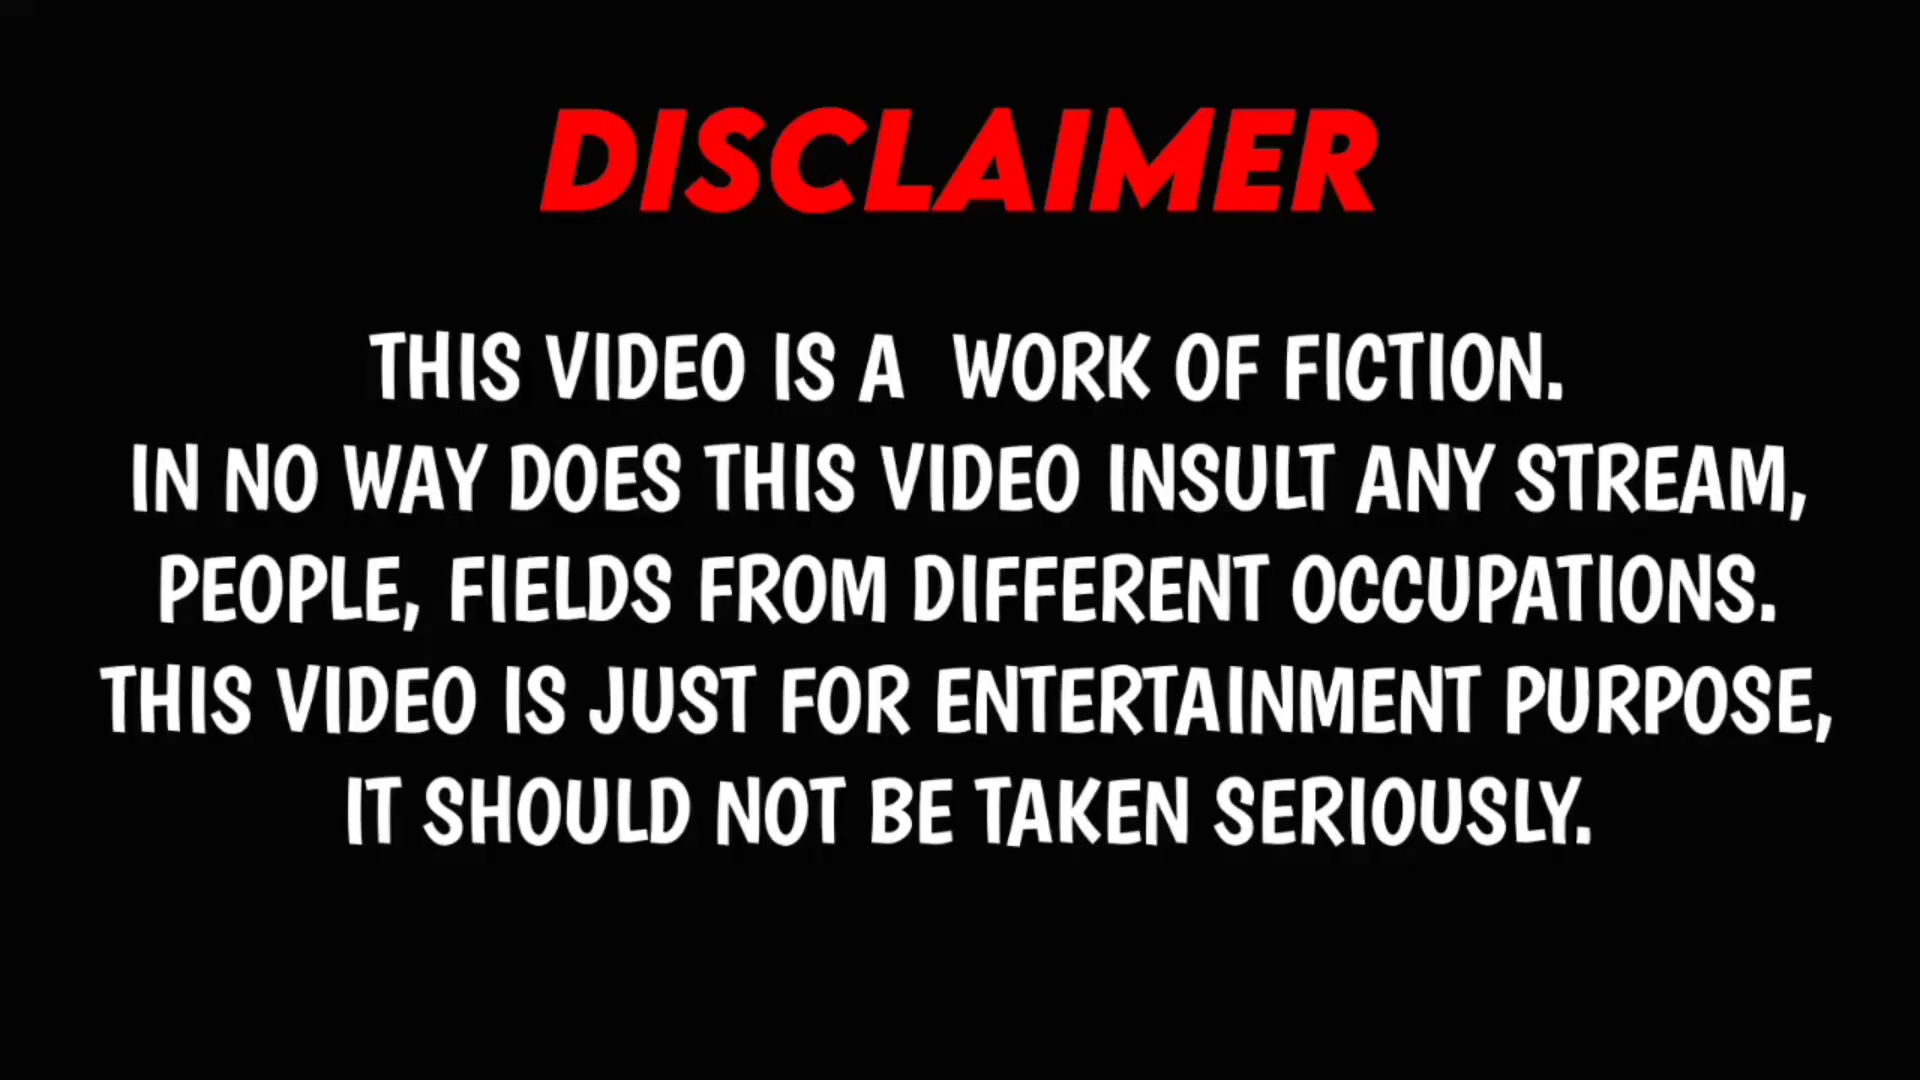 DISCLAIMER
THIS VIDEO IS A  WORK OF FICTION.
IN NO WAY DOES THIS VIDEO INSULT ANY STREAM,
PEOPLE, FIELDS FROM DIFFERENT OCCUPATIONS.
THIS VIDEO IS JUST FOR ENTERTAINMENT PURPOSE,
IT SHOULD NOT BE TAKEN SERIOUSLY.